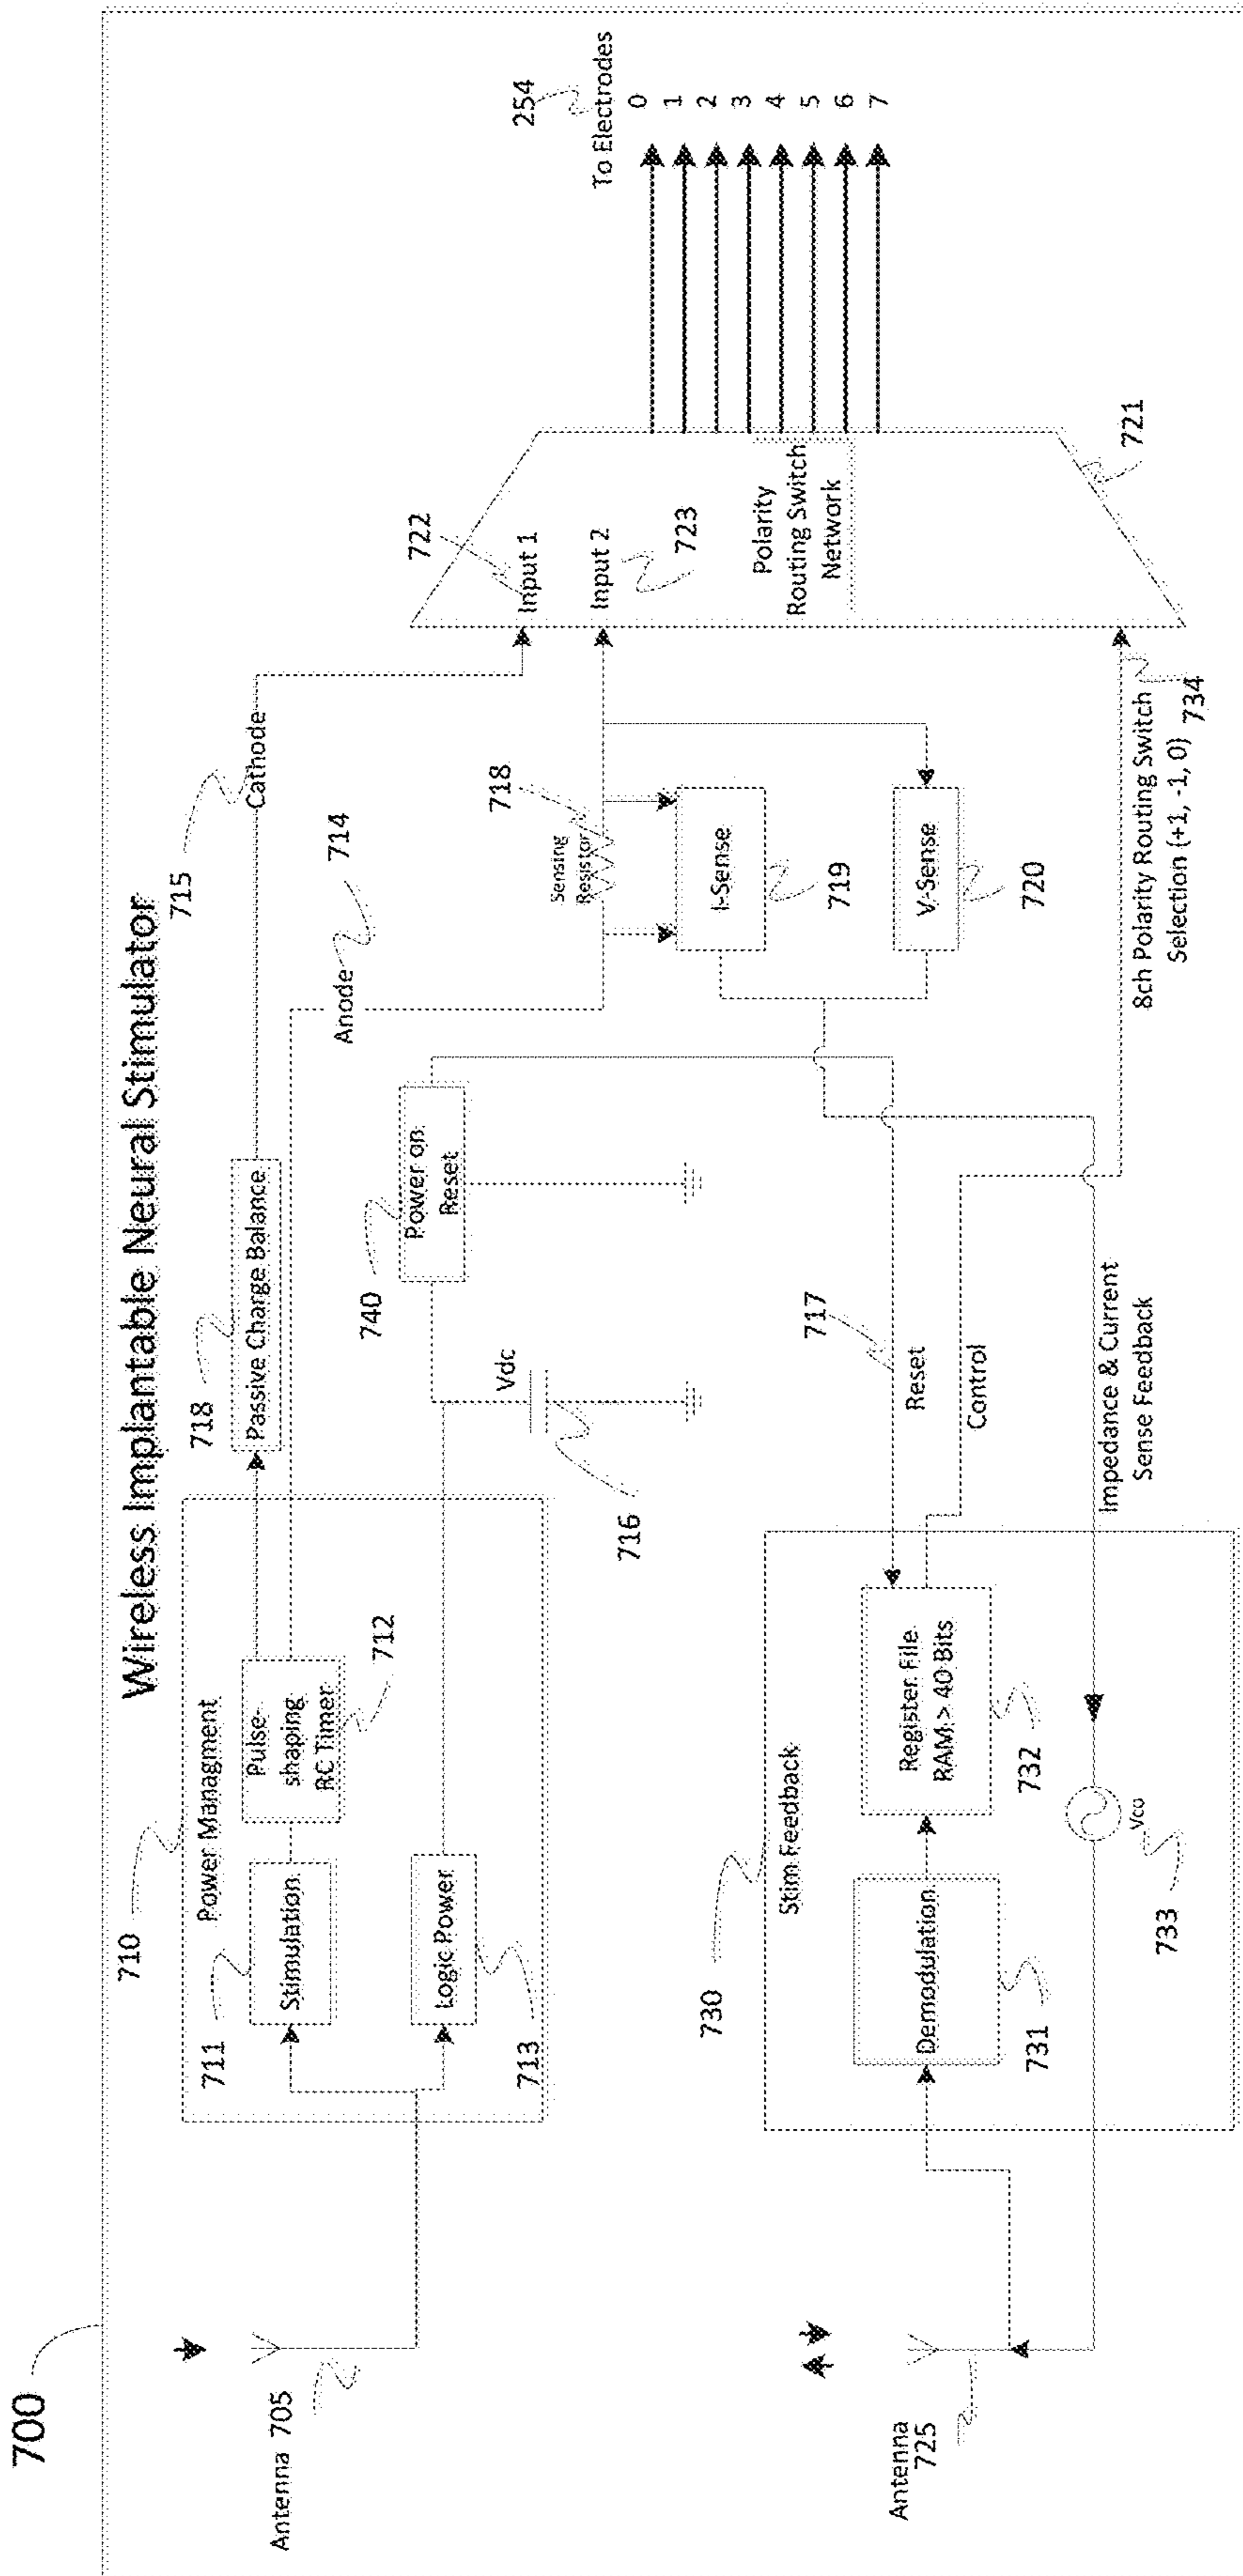 700
Wireless Implantable Neural Stimulator
Antenna 705
710
Power Managment
711
Stimulation
Pulse-
shaping
RC Timer
712
Logic Power
713
718
Passive Charge Balance
715
Cathode
Anode
714
740
Power on
Reset
Vdc
716
718
Sensing
Resistor
I-Sense
719
V-Sense
720
722
Input 1
Input 2
723
Polarity
Routing Switch
Network
721
254
To Electrodes
0
1
2
3
4
5
6
7
Antenna
725
730
Stim Feedback
Demodulation
731
Register File
RAM > 40 Bits
732
Vco
733
717
Reset
Control
Impedance & Current
Sense Feedback
8ch Polarity Routing Switch
Selection (+1, -1, 0)
734